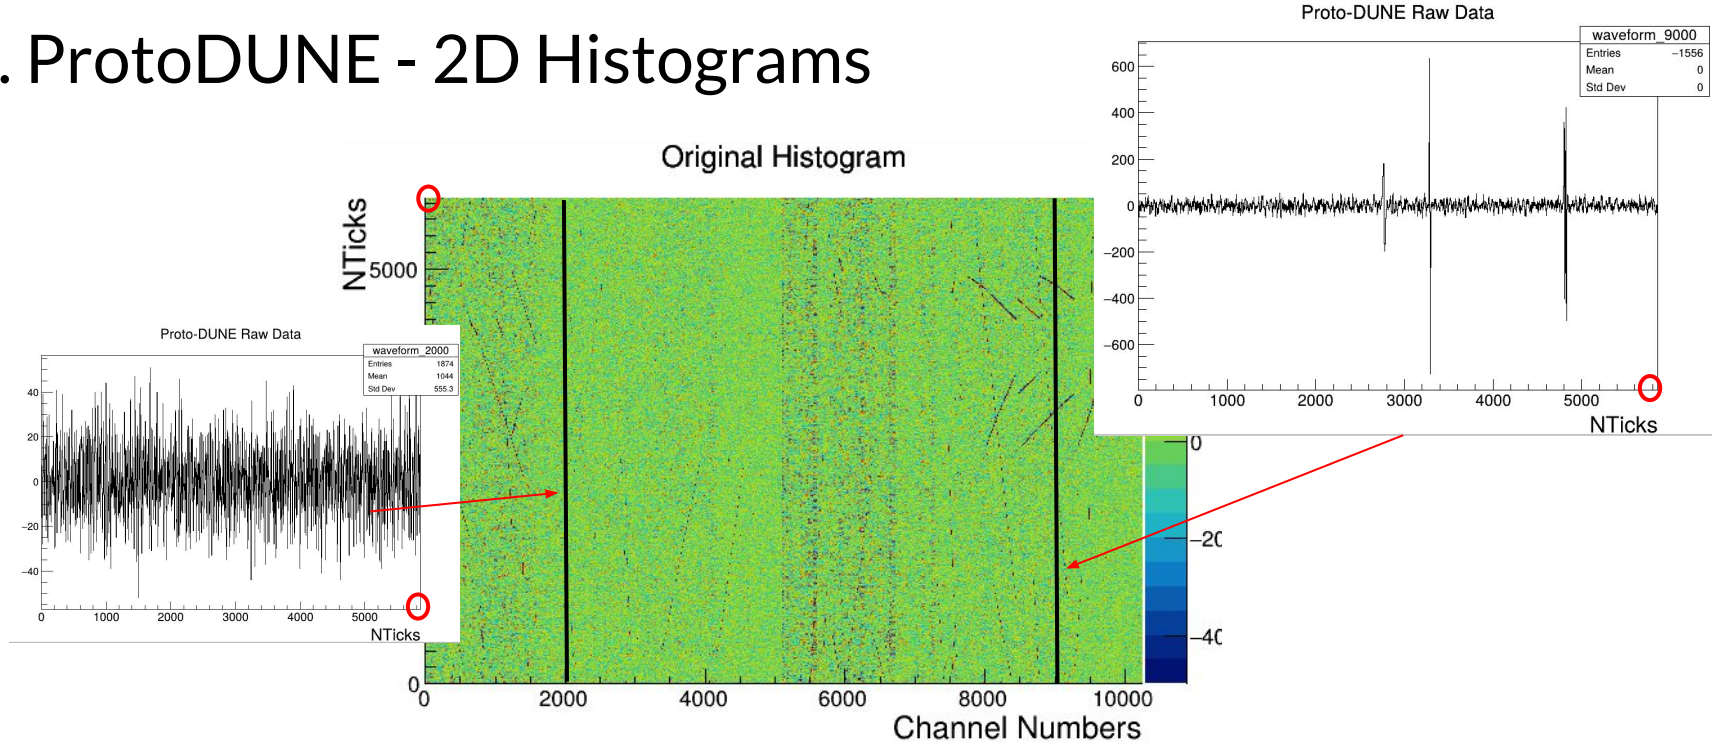 . ProtoDUNE - 2D Histograms
Proto-DUNE Raw Data
waveform_9000
Entries −1556
Mean 0
Std Dev 0
600
400
200
0
−200
−400
−600
0 1000 2000 3000 4000 5000
NTicks
Original Histogram
NTicks
5000
0
0 2000 4000 6000 8000 10000
Channel Numbers
0
−20
−40
Proto-DUNE Raw Data
waveform_2000
Entries 1874
Mean 1044
Std Dev 555.3
40
20
0
−20
−40
0 1000 2000 3000 4000 5000
NTicks